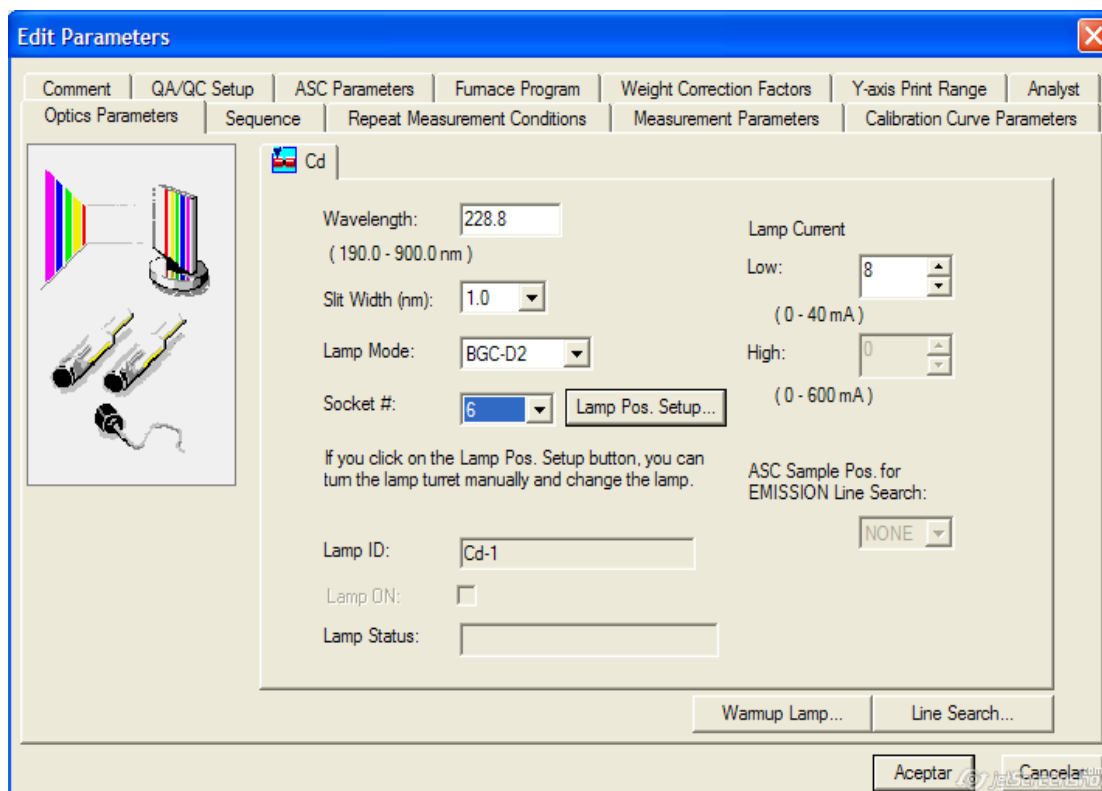 Edit Parameters
Comment QA/QC Setup ASC Parameters Furnace Program Weight Correction Factors Y-axis Print Range Analyst
Optics Parameters Sequence Repeat Measurement Conditions Measurement Parameters Calibration Curve Parameters
Cd
Wavelength: 228.8
( 190.0 - 900.0 nm )
Slit Width (nm): 1.0
Lamp Mode: BGC-D2
Socket #: 6 Lamp Pos. Setup...
If you click on the Lamp Pos. Setup button, you can
turn the lamp turret manually and change the lamp.
Lamp ID: Cd-1
Lamp ON:
Lamp Status:
Lamp Current
Low: 8
( 0 - 40 mA )
High: 0
( 0 - 600 mA )
ASC Sample Pos. for
EMISSION Line Search:
NONE
Warmup Lamp... Line Search...
Aceptar Cancelar